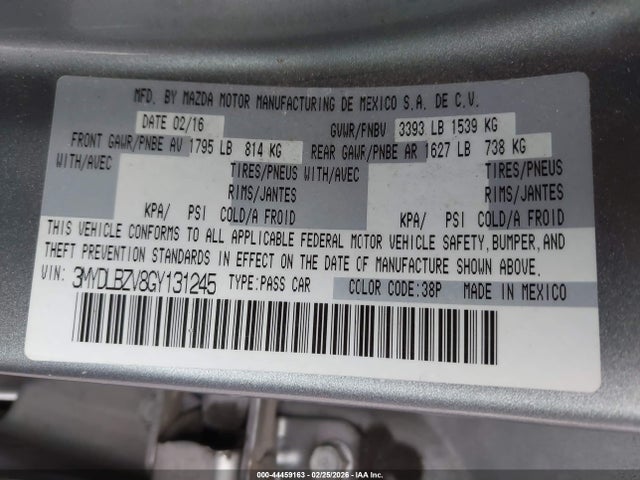 MFD. BY MAZDA MOTOR MANUFACTURING DE MEXICO S.A. DE C.V.
DATE 02/16 GVWR/PNBV 3393 LB 1539 KG
FRONT GAWR/PNBE AV 1795 LB 814 KG REAR GAWR/PNBE AR 1627 LB 738 KG
WITH/AVEC TIRES/PNEUS WITH/AVEC TIRES/PNEUS
RIMS/JANTES RIMS/JANTES
KPA/ PSI COLD/A FROID KPA/ PSI COLD/A FROID
THIS VEHICLE CONFORMS TO ALL APPLICABLE FEDERAL MOTOR VEHICLE SAFETY, BUMPER, AND
THEFT PREVENTION STANDARDS IN EFFECT ON THE DATE OF MANUFACTURE SHOWN ABOVE.
VIN: 3MYDLBZV8GY131245 TYPE:PASS CAR COLOR CODE:38P MADE IN MEXICO
000-44459163 - 02/25/2026 - IAA Inc.